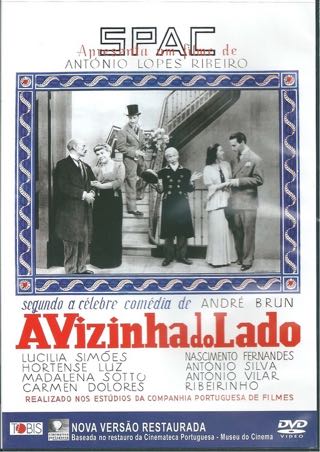 SPAC
Apresenta um filme de
ANTÓNIO LOPES RIBEIRO
segundo a célebre comédia de ANDRÉ BRUN
A Vizinha do Lado
LUCILIA SIMÕES
HORTENSE LUZ
MADALENA SOTTO
CARMEN DOLORES
NASCIMENTO FERNANDES
ANTONIO SILVA
ANTONIO VILAR
RIBEIRINHO
REALIZADO NOS ESTÚDIOS DA COMPANHIA PORTUGUESA DE FILMES
TOBIS
NOVA VERSÃO RESTAURADA
Baseada no restauro da Cinemateca Portuguesa - Museu do Cinema
DVD
VIDEO